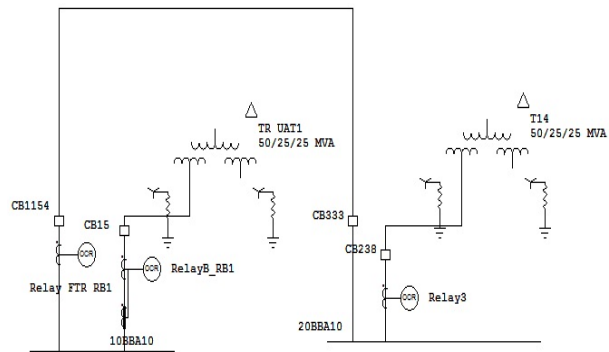 TR UAT1
50/25/25 MVA
T14
50/25/25 MVA
CB1154
CB15
CB333
CB238
OCR
Relay FTR RB1
OCR
RelayB_RB1
OCR
Relay3
10BBA10
20BBA10